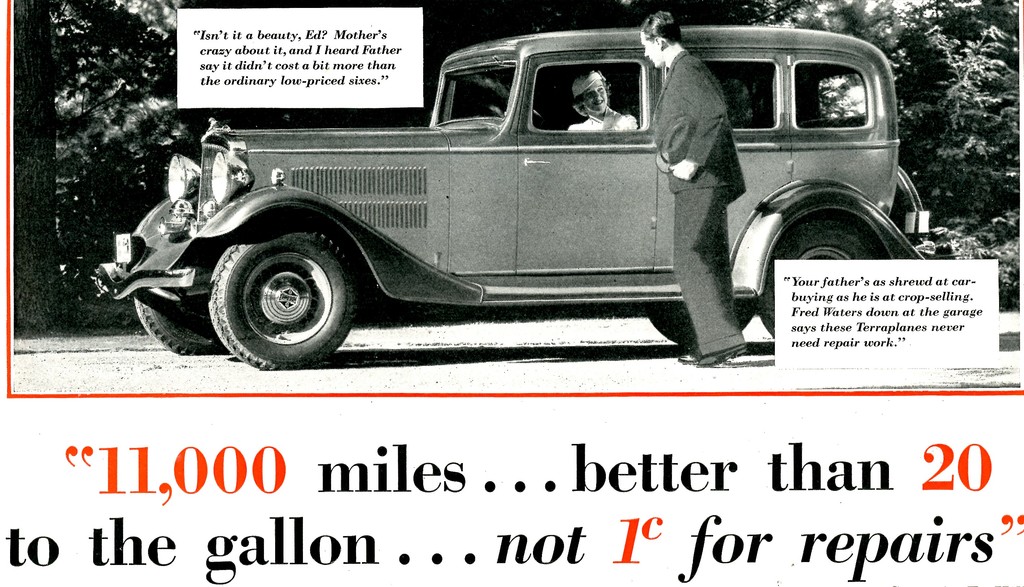 "Isn't it a beauty, Ed? Mother's
crazy about it, and I heard Father
say it didn't cost a bit more than
the ordinary low-priced sixes."
"Your father's as shrewd at car-
buying as he is at crop-selling.
Fred Waters down at the garage
says these Terraplanes never
need repair work."
"11,000 miles . . . better than 20
to the gallon . . . not 1c for repairs"